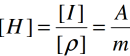 [H] = [I] / [ρ] = A / m